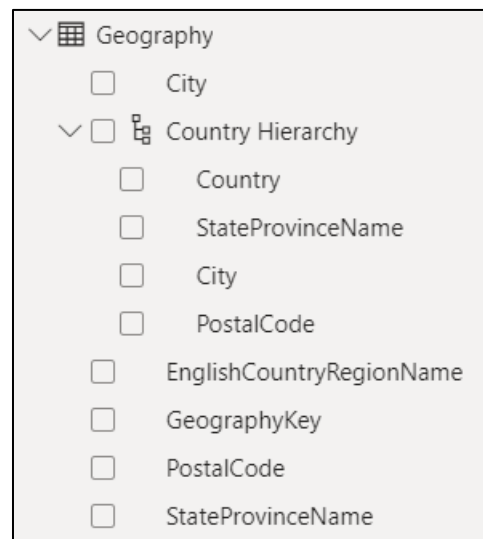 Geography
City
Country Hierarchy
Country
StateProvinceName
City
PostalCode
EnglishCountryRegionName
GeographyKey
PostalCode
StateProvinceName